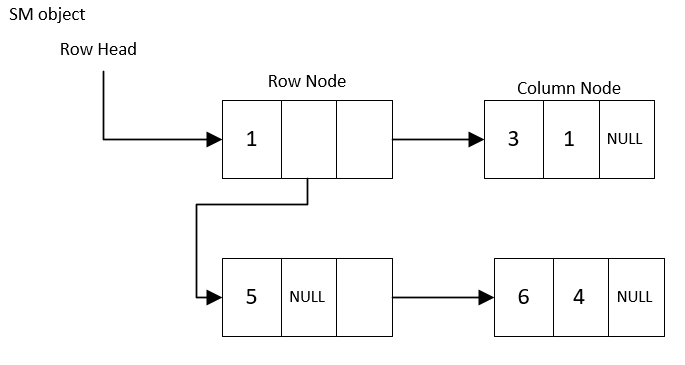 SM object
Row Head
Row Node
Column Node
1
3 1 NULL
5 NULL
6 4 NULL